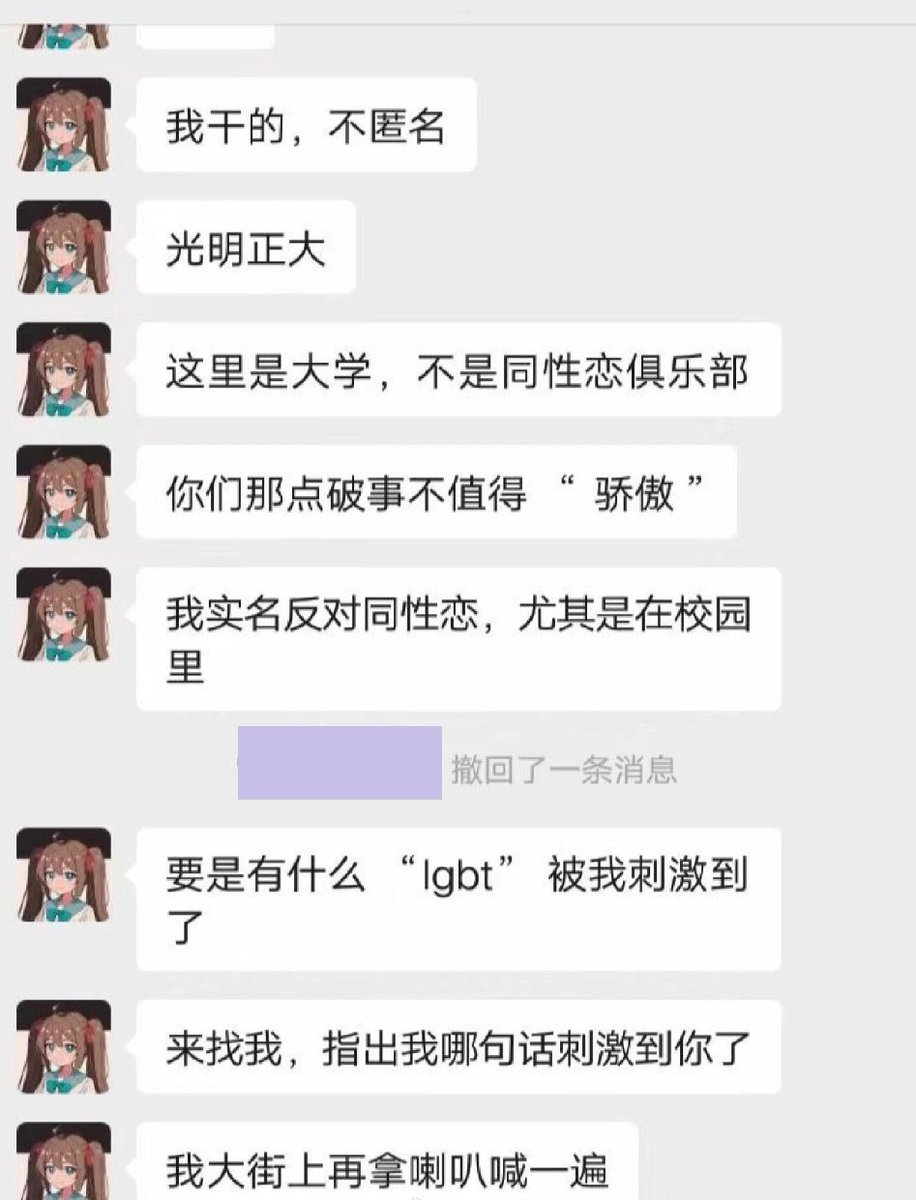 我干的，不匿名
光明正大
这里是大学，不是同性恋俱乐部
你们那点破事不值得 “ 骄傲 ”
我实名反对同性恋，尤其是在校园
里
撤回了一条消息
要是有什么 “lgbt” 被我刺激到
了
来找我，指出我哪句话刺激到你了
我大街上再拿喇叭喊一遍